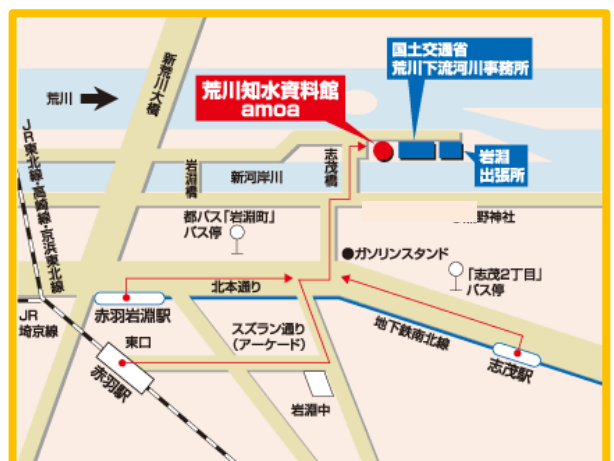 国土交通省
荒川下流河川事務所
荒川知水資料館
amoa
荒川
新荒川大橋
JR東北線・高崎線・京浜東北線
岩淵橋
新河岸川
志茂橋
岩淵
出張所
都バス「岩淵町」
バス停
野神社
ガソリンスタンド
「志茂2丁目」
バス停
北本通り
赤羽岩淵駅
JR
埼京線
東口
スズラン通り
(アーケード)
地下鉄南北線
赤羽駅
志茂駅
岩淵中